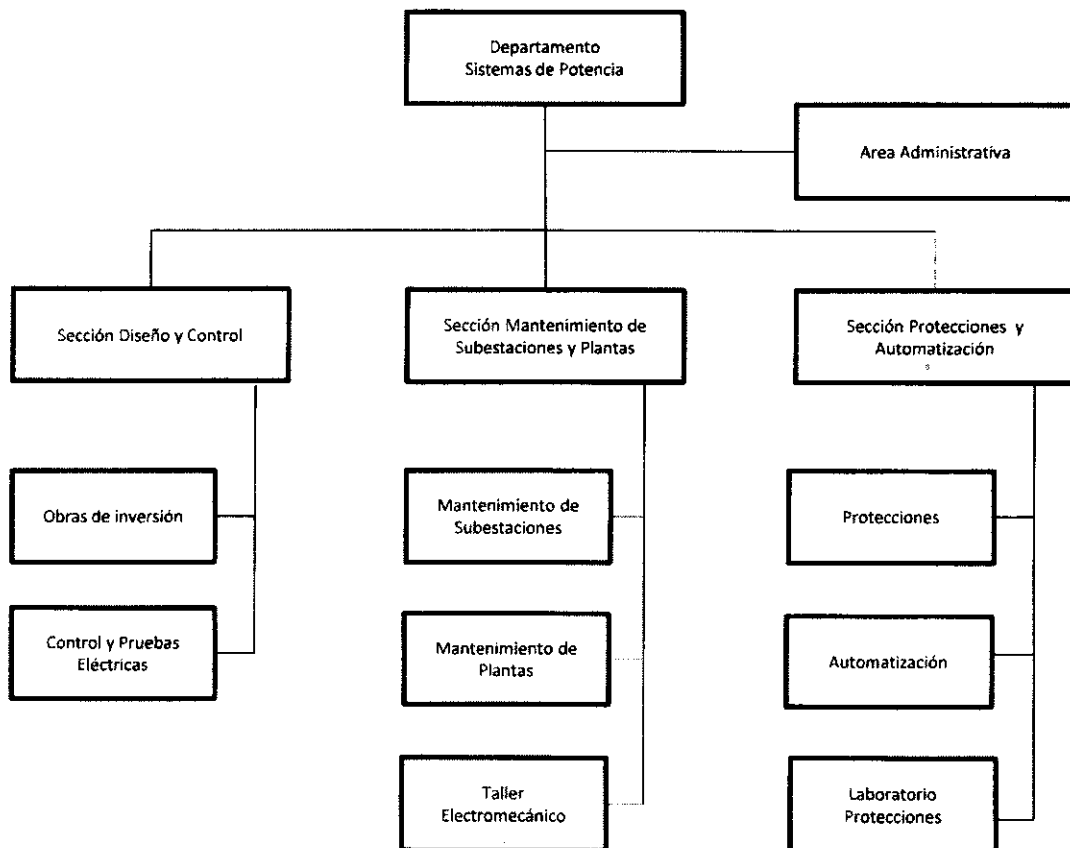 Departamento
Sistemas de Potencia
Area Administrativa
Sección Diseño y Control
Sección Mantenimiento de
Subestaciones y Plantas
Sección Protecciones y
Automatización
Obras de inversión
Mantenimiento de
Subestaciones
Protecciones
Control y Pruebas
Eléctricas
Mantenimiento de
Plantas
Automatización
Taller
Electromecánico
Laboratorio
Protecciones